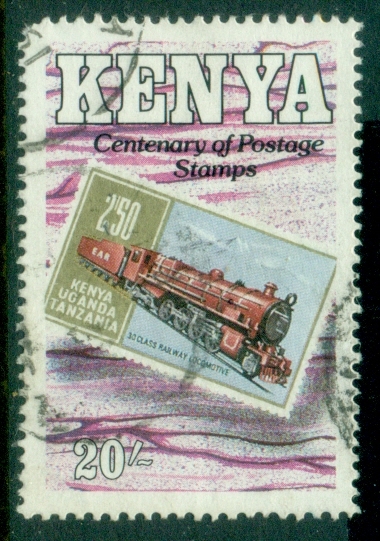 KENYA
Centenary of Postage
Stamps
2'50
EAR
KENYA
UGANDA
TANZANIA
30 CLASS RAILWAY LOCOMOTIVE
20/~